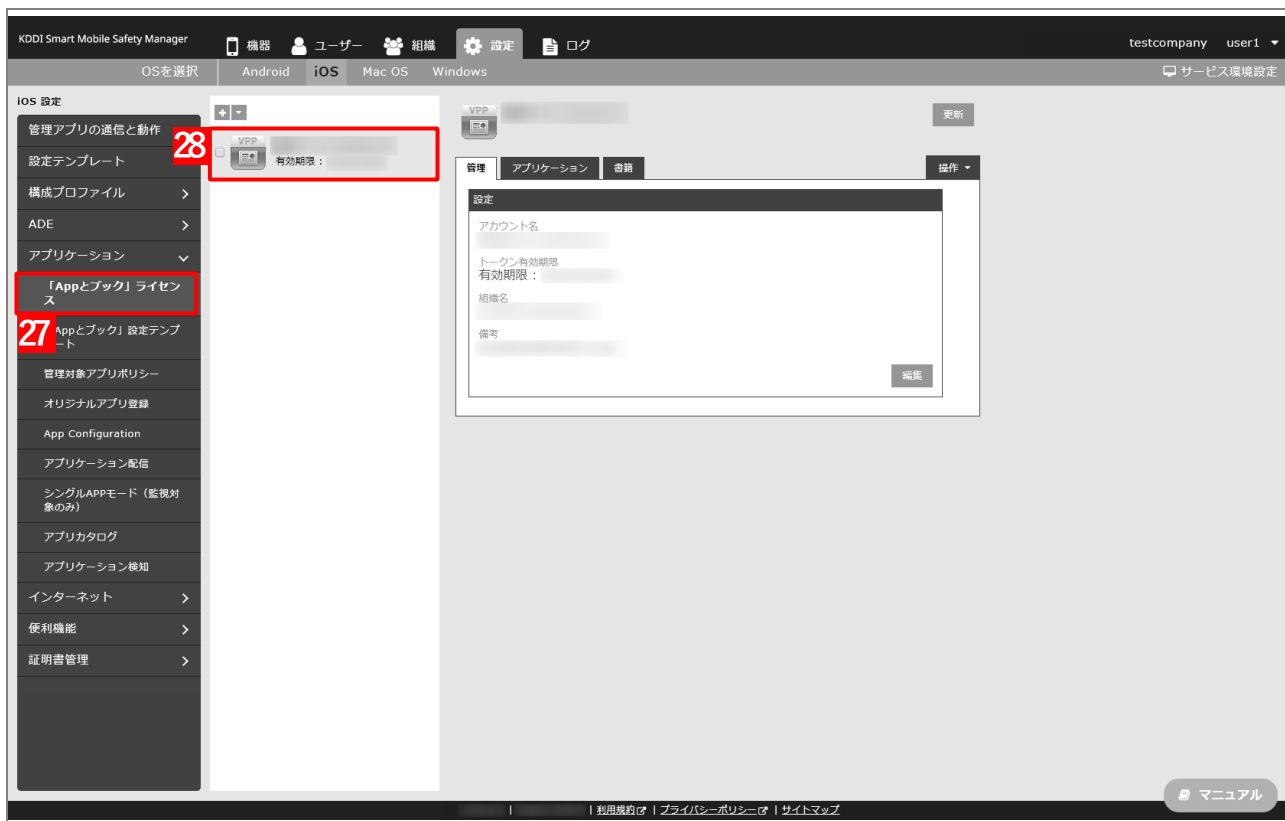 KDDI Smart Mobile Safety Manager
機器
ユーザー
組織
設定
ログ
testcompany user1
OSを選択
Android
iOS
Mac OS
Windows
サービス環境設定
iOS 設定
管理アプリの通信と動作
設定テンプレート
構成プロファイル
ADE
アプリケーション
「Appとブック」ライセン
ス
27
Appとブック」設定テンプ
ート
管理対象アプリポリシー
オリジナルアプリ登録
App Configuration
アプリケーション配信
シングルAPPモード（監視対
象のみ）
アプリカタログ
アプリケーション検知
インターネット
便利機能
証明書管理
28
VPP
有効期限：
VPP
更新
管理
アプリケーション
書籍
操作
設定
アカウント名
トークン有効期限
有効期限：
組織名
備考
編集
マニュアル
| | 利用規約 | プライバシーポリシー | サイトマップ